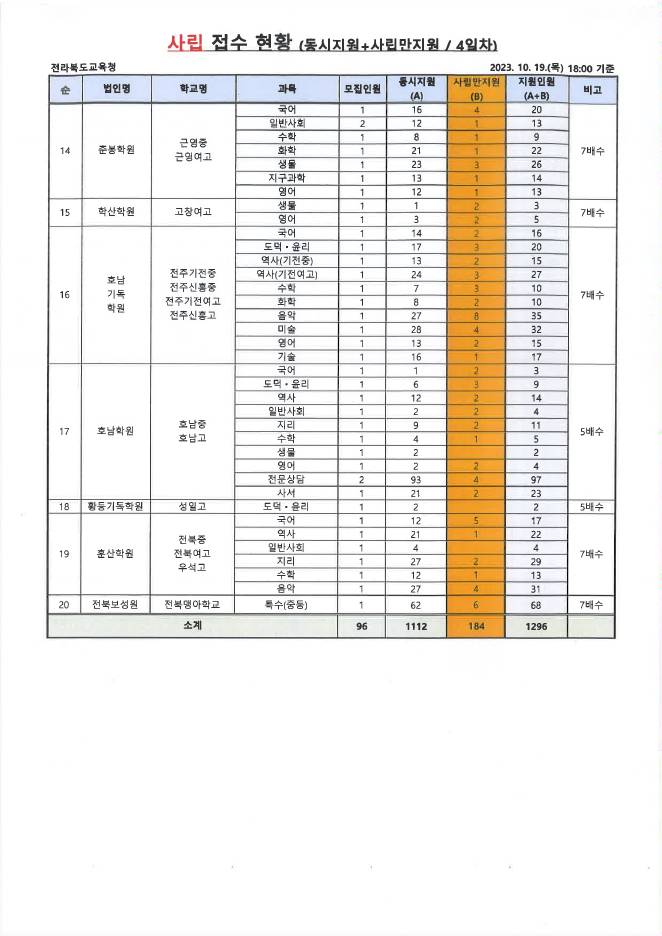 사립 접수 현황 (동시지원+사립만지원 / 4일차)
전라북도교육청 2023. 10. 19.(목) 18:00 기준
순 법인명 학교명 과목 모집인원 동시지원 (A) 사립만지원 (B) 지원인원 (A+B) 비고
14 준봉학원 근영중 근영여고 7배수
국어 1 16 4 20
일반사회 2 12 1 13
수학 1 8 1 9
화학 1 21 1 22
생물 1 23 3 26
지구과학 1 13 1 14
영어 1 12 1 13
15 학산학원 고창여고 7배수
생물 1 1 2 3
영어 1 3 2 5
16 호남 기독 학원 전주기전중 전주신흥중 전주기전여고 전주신흥고 7배수
국어 1 14 2 16
도덕·윤리 1 17 3 20
역사(기전중) 1 13 2 15
역사(기전여고) 1 24 3 27
수학 1 7 3 10
화학 1 8 2 10
음악 1 27 8 35
미술 1 28 4 32
영어 1 13 2 15
기술 1 16 1 17
17 호남학원 호남중 호남고 5배수
국어 1 1 2 3
도덕·윤리 1 6 3 9
역사 1 12 2 14
일반사회 1 2 2 4
지리 1 9 2 11
수학 1 4 1 5
생물 1 2 2
영어 1 2 2 4
전문상담 2 93 4 97
사서 1 21 2 23
18 황등기독학원 성일고 도덕·윤리 1 2 2 5배수
19 훈산학원 전북중 전북여고 우석고 7배수
국어 1 12 5 17
역사 1 21 1 22
일반사회 1 4 4
지리 1 27 2 29
수학 1 12 1 13
음악 1 27 4 31
20 전북보성원 전북맹아학교 특수(중등) 1 62 6 68 7배수
소계 96 1112 184 1296